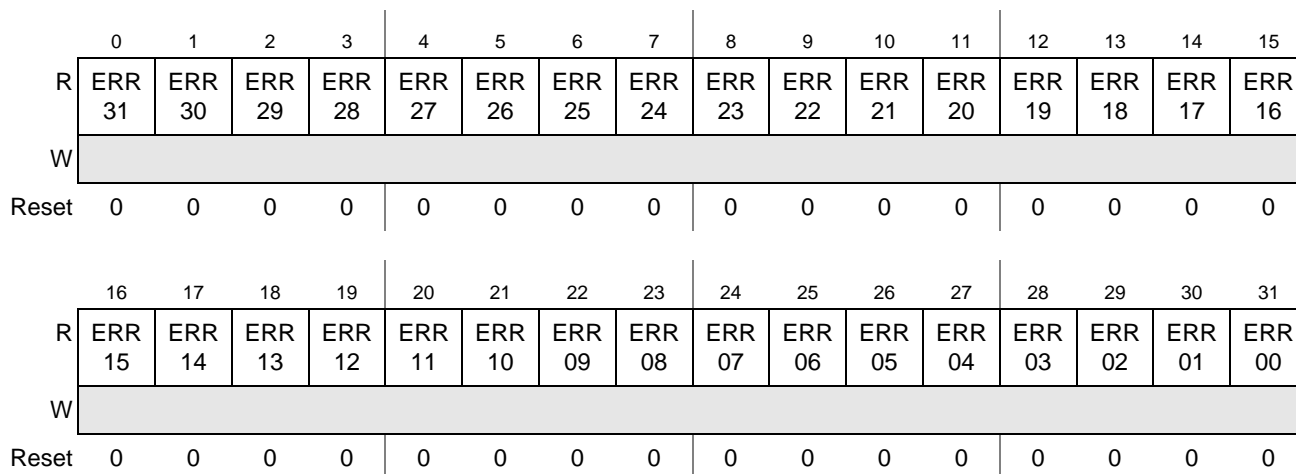 0 1 2 3 4 5 6 7 8 9 10 11 12 13 14 15
R ERR ERR ERR ERR ERR ERR ERR ERR ERR ERR ERR ERR ERR ERR ERR ERR
31 30 29 28 27 26 25 24 23 22 21 20 19 18 17 16
W
Reset 0 0 0 0 0 0 0 0 0 0 0 0 0 0 0 0
16 17 18 19 20 21 22 23 24 25 26 27 28 29 30 31
R ERR ERR ERR ERR ERR ERR ERR ERR ERR ERR ERR ERR ERR ERR ERR ERR
15 14 13 12 11 10 09 08 07 06 05 04 03 02 01 00
W
Reset 0 0 0 0 0 0 0 0 0 0 0 0 0 0 0 0